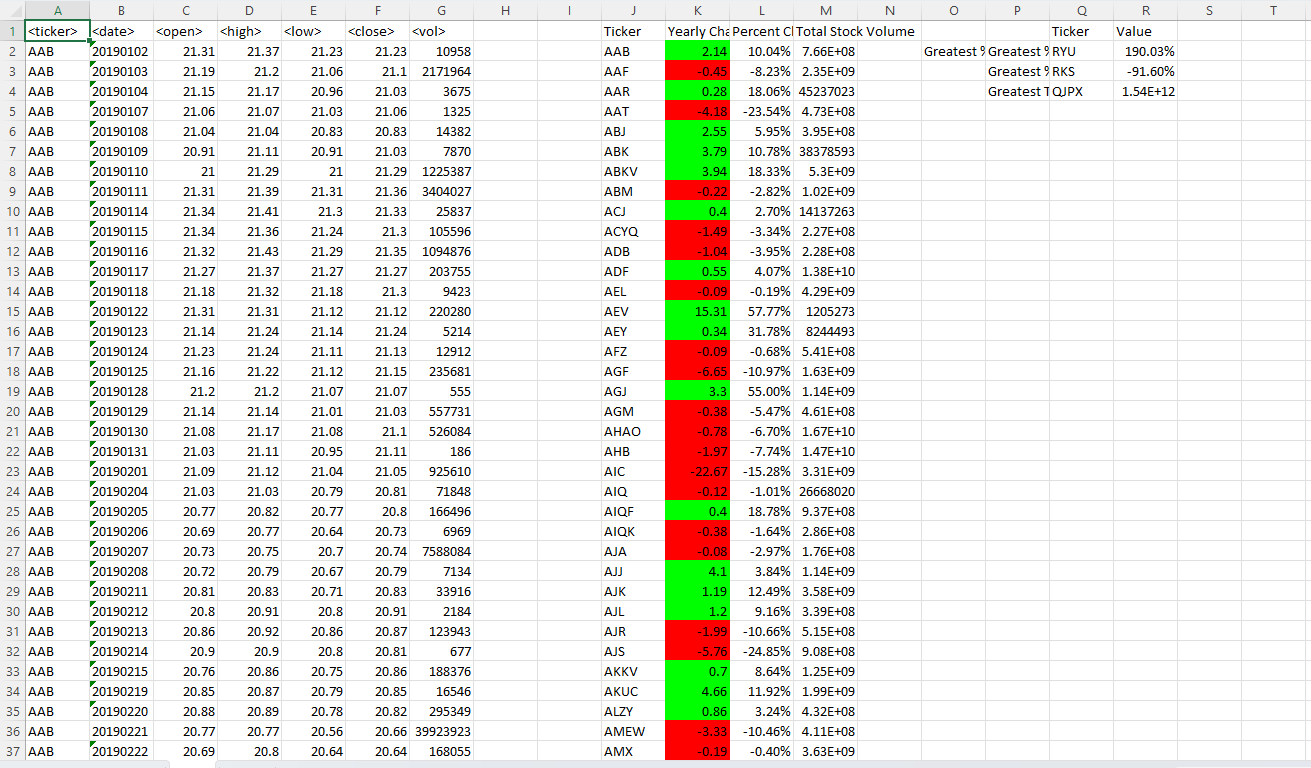 A B C D E F G H I J K L M N O P Q R S T
1 <ticker> <date> <open> <high> <low> <close> <vol> Ticker Yearly Cha Percent Cl Total Stock Volume Ticker Value
2 AAB 20190102 21.31 21.37 21.23 21.23 10958 AAB 2.14 10.04% 7.66E+08 Greatest % Greatest % RYU 190.03%
3 AAB 20190103 21.19 21.2 21.06 21.1 2171964 AAF -0.45 -8.23% 2.35E+09 Greatest % RKS -91.60%
4 AAB 20190104 21.15 21.17 20.96 21.03 3675 AAR 0.28 18.06% 45237023 Greatest T QJPX 1.54E+12
5 AAB 20190107 21.06 21.07 21.03 21.06 1325 AAT -4.18 -23.54% 4.73E+08
6 AAB 20190108 21.04 21.04 20.83 20.83 14382 ABJ 2.55 5.95% 3.95E+08
7 AAB 20190109 20.91 21.11 20.91 21.03 7870 ABK 3.79 10.78% 38378593
8 AAB 20190110 21 21.29 21 21.29 1225387 ABKV 3.94 18.33% 5.3E+09
9 AAB 20190111 21.31 21.39 21.31 21.36 3404027 ABM -0.22 -2.82% 1.02E+09
10 AAB 20190114 21.34 21.41 21.3 21.33 25837 ACJ 0.4 2.70% 14137263
11 AAB 20190115 21.34 21.36 21.24 21.3 105596 ACYQ -1.49 -3.34% 2.27E+08
12 AAB 20190116 21.32 21.43 21.29 21.35 1094876 ADB -1.04 -3.95% 2.28E+08
13 AAB 20190117 21.27 21.37 21.27 21.27 203755 ADF 0.55 4.07% 1.38E+10
14 AAB 20190118 21.18 21.32 21.18 21.3 9423 AEL -0.09 -0.19% 4.29E+09
15 AAB 20190122 21.31 21.31 21.12 21.12 220280 AEV 15.31 57.77% 1205273
16 AAB 20190123 21.14 21.24 21.14 21.24 5214 AEY 0.34 31.78% 8244493
17 AAB 20190124 21.23 21.24 21.11 21.13 12912 AFZ -0.09 -0.68% 5.41E+08
18 AAB 20190125 21.16 21.22 21.12 21.15 235681 AGF -6.65 -10.97% 1.63E+09
19 AAB 20190128 21.2 21.2 21.07 21.07 555 AGJ 3.3 55.00% 1.14E+09
20 AAB 20190129 21.14 21.14 21.01 21.03 557731 AGM -0.38 -5.47% 4.61E+08
21 AAB 20190130 21.08 21.17 21.08 21.1 526084 AHAO -0.78 -6.70% 1.67E+10
22 AAB 20190131 21.03 21.11 20.95 21.11 186 AHB -1.97 -7.74% 1.47E+10
23 AAB 20190201 21.09 21.12 21.04 21.05 925610 AIC -22.67 -15.28% 3.31E+09
24 AAB 20190204 21.03 21.03 20.79 20.81 71848 AIQ -0.12 -1.01% 26668020
25 AAB 20190205 20.77 20.82 20.77 20.8 166496 AIQF 0.4 18.78% 9.37E+08
26 AAB 20190206 20.69 20.77 20.64 20.73 6969 AIQK -0.38 -1.64% 2.86E+08
27 AAB 20190207 20.73 20.75 20.7 20.74 7588084 AJA -0.08 -2.97% 1.76E+08
28 AAB 20190208 20.72 20.79 20.67 20.79 7134 AJJ 4.1 3.84% 1.14E+09
29 AAB 20190211 20.81 20.83 20.71 20.83 33916 AJK 1.19 12.49% 3.58E+09
30 AAB 20190212 20.8 20.91 20.8 20.91 2184 AJL 1.2 9.16% 3.39E+08
31 AAB 20190213 20.86 20.92 20.86 20.87 123943 AJR -1.99 -10.66% 5.15E+08
32 AAB 20190214 20.9 20.9 20.8 20.81 677 AJS -5.76 -24.85% 9.08E+08
33 AAB 20190215 20.76 20.86 20.75 20.86 188376 AKKV 0.7 8.64% 1.25E+09
34 AAB 20190219 20.85 20.87 20.79 20.85 16546 AKUC 4.66 11.92% 1.99E+09
35 AAB 20190220 20.88 20.89 20.78 20.82 295349 ALZY 0.86 3.24% 4.32E+08
36 AAB 20190221 20.77 20.77 20.56 20.66 39923923 AMEW -3.33 -10.46% 4.11E+08
37 AAB 20190222 20.69 20.8 20.64 20.64 168055 AMX -0.19 -0.40% 3.63E+09